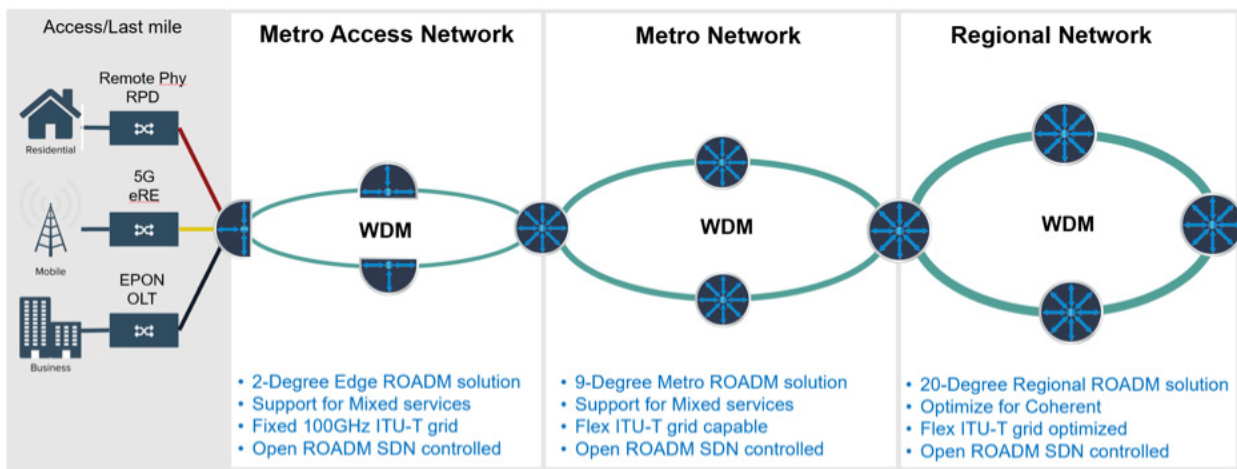 Access/Last mile
Remote Phy
RPD
Residential
5G
eRE
Mobile
EPON
OLT
Business
Metro Access Network
WDM
• 2-Degree Edge ROADM solution
• Support for Mixed services
• Fixed 100GHz ITU-T grid
• Open ROADM SDN controlled
Metro Network
WDM
• 9-Degree Metro ROADM solution
• Support for Mixed services
• Flex ITU-T grid capable
• Open ROADM SDN controlled
Regional Network
WDM
• 20-Degree Regional ROADM solution
• Optimize for Coherent
• Flex ITU-T grid optimized
• Open ROADM SDN controlled